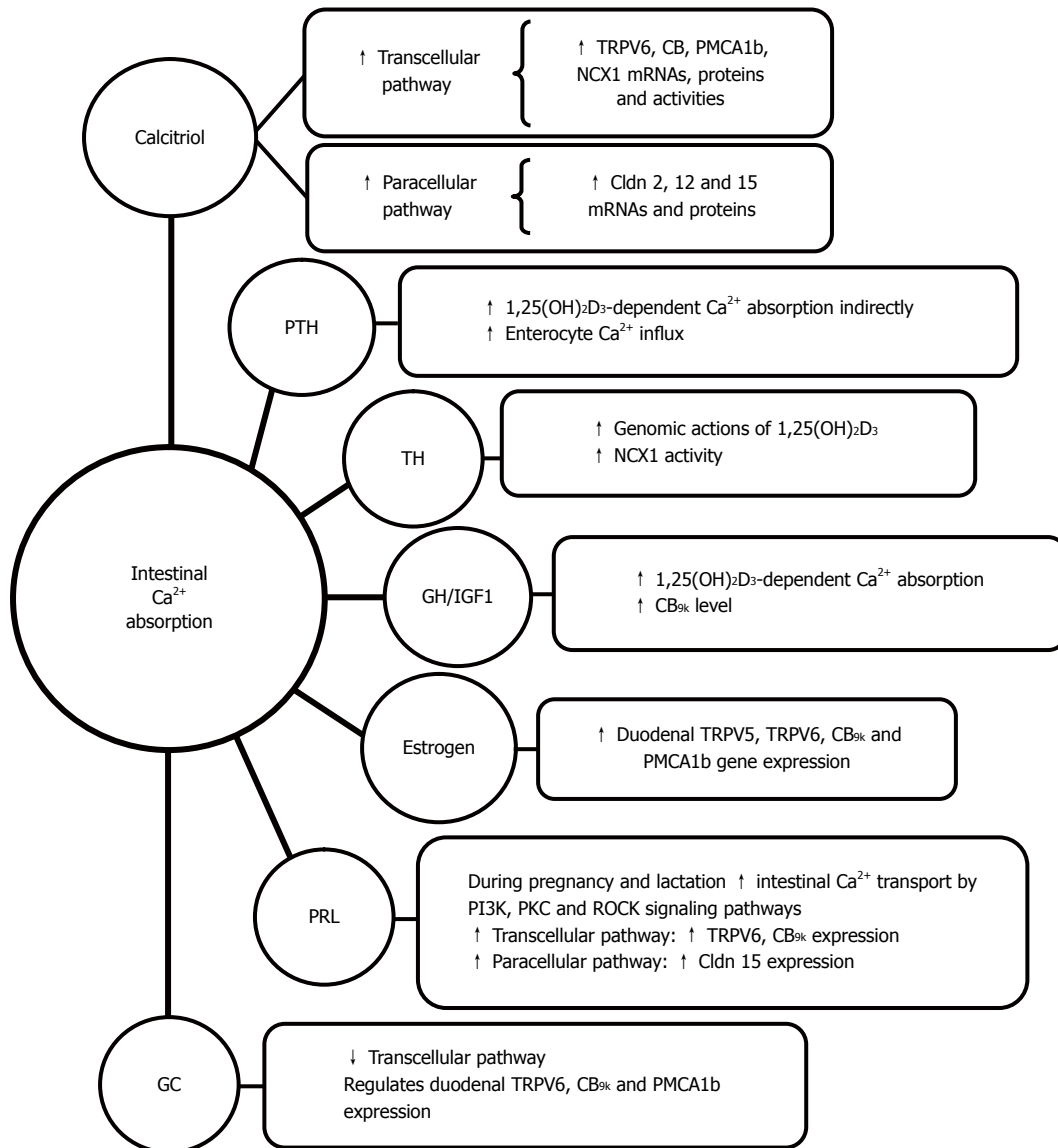 Calcitriol
↑ Transcellular
pathway
↑ TRPV6, CB, PMCA1b,
NCX1 mRNAs, proteins
and activities
↑ Paracellular
pathway
↑ Cldn 2, 12 and 15
mRNAs and proteins
PTH
↑ 1,25(OH)₂D₃-dependent Ca²⁺ absorption indirectly
↑ Enterocyte Ca²⁺ influx
TH
↑ Genomic actions of 1,25(OH)₂D₃
↑ NCX1 activity
Intestinal
Ca²⁺
absorption
GH/IGF1
↑ 1,25(OH)₂D₃-dependent Ca²⁺ absorption
↑ CB₉ₖ level
Estrogen
↑ Duodenal TRPV5, TRPV6, CB₉ₖ and
PMCA1b gene expression
PRL
During pregnancy and lactation ↑ intestinal Ca²⁺ transport by
PI3K, PKC and ROCK signaling pathways
↑ Transcellular pathway: ↑ TRPV6, CB₉ₖ expression
↑ Paracellular pathway: ↑ Cldn 15 expression
GC
↓ Transcellular pathway
Regulates duodenal TRPV6, CB₉ₖ and PMCA1b
expression